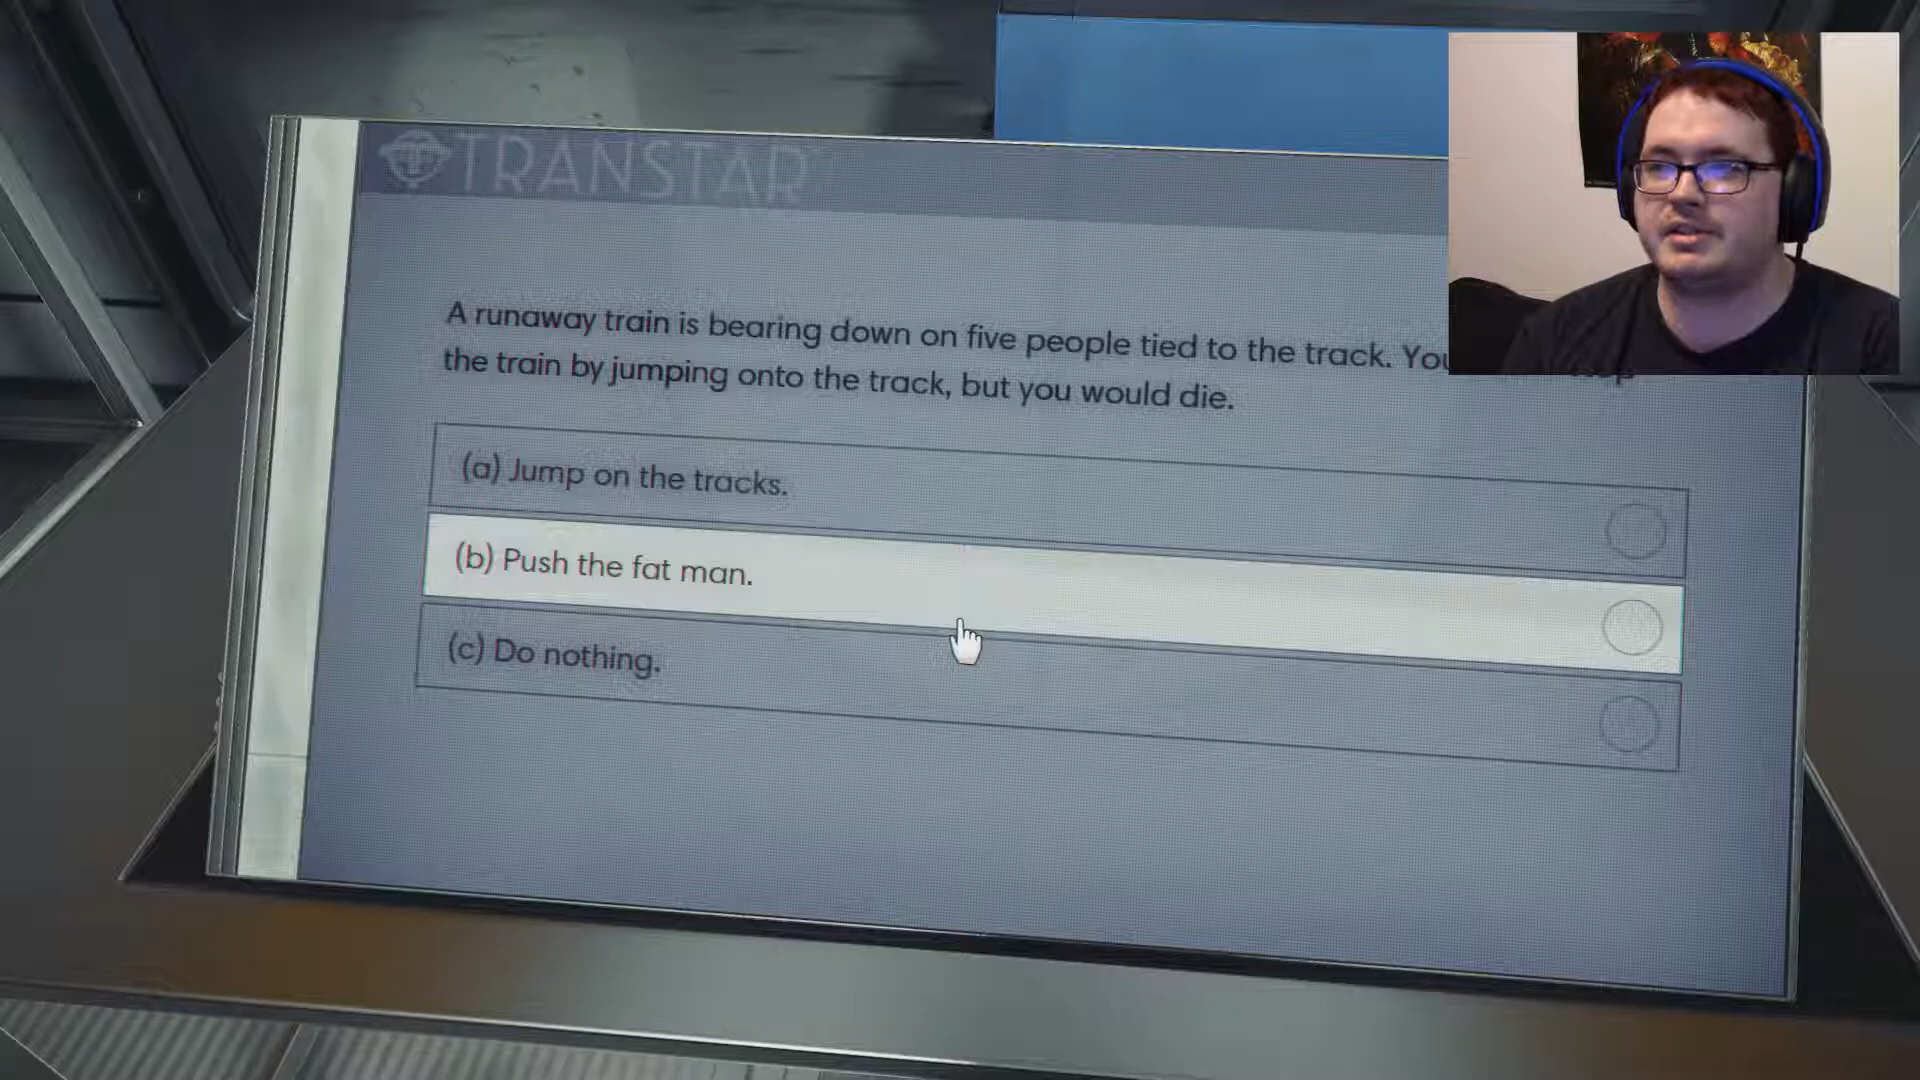 TRANSTAR
A runaway train is bearing down on five people tied to the track. You
the train by jumping onto the track, but you would die.
(a) Jump on the tracks.
(b) Push the fat man.
(c) Do nothing.